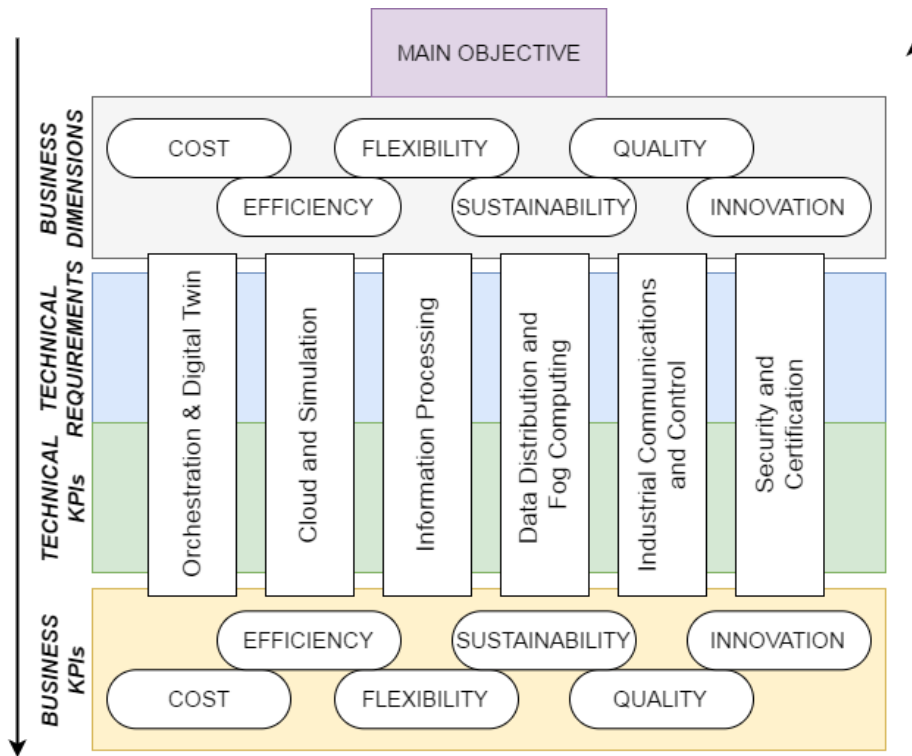 MAIN OBJECTIVE
BUSINESS
DIMENSIONS
COST
FLEXIBILITY
QUALITY
EFFICIENCY
SUSTAINABILITY
INNOVATION
TECHNICAL
REQUIREMENTS
TECHNICAL
KPIs
Orchestration & Digital Twin
Cloud and Simulation
Information Processing
Data Distribution and
Fog Computing
Industrial Communications
and Control
Security and
Certification
BUSINESS
KPIs
EFFICIENCY
SUSTAINABILITY
INNOVATION
COST
FLEXIBILITY
QUALITY